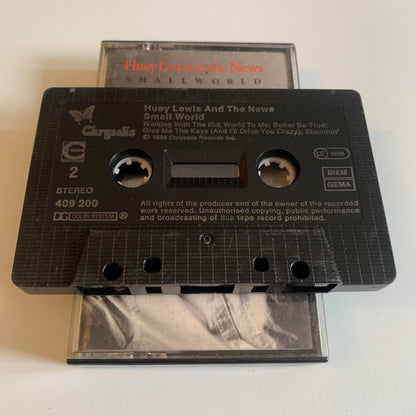 Huey Lewis & the News
SMALL WORLD
Huey Lewis And The News
Small World
Walking With The Kid; World To Me; Better Be True;
Give Me The Keys (And I'll Drive You Crazy); Slammin'
℗ 1988 Chrysalis Records Inc.
Chrysalis
2
STEREO
409 200
DOLBY SYSTEM
LC 1626
BIEM
GEMA
All rights of the producer end of the owner of the recorded
work reserved. Unauthorised copying, public performance
and broadcasting of this tape record prohibited.